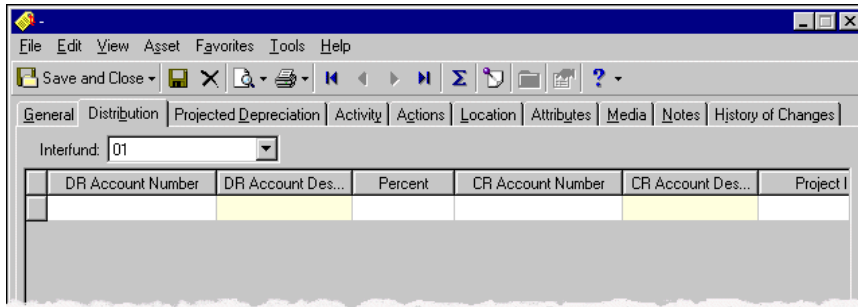 -
File Edit View Asset Favorites Tools Help
Save and Close
General Distribution Projected Depreciation Activity Actions Location Attributes Media Notes History of Changes
Interfund: 01
DR Account Number DR Account Des... Percent CR Account Number CR Account Des... Project I